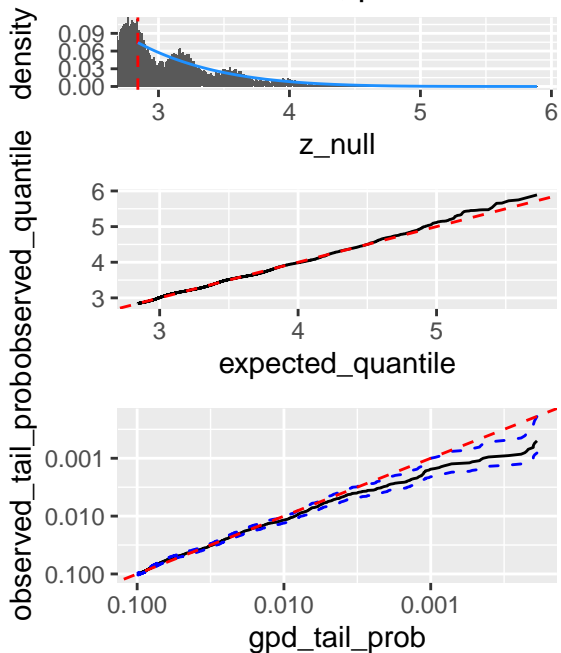 density
0.09
0.06
0.03
0.00
3 4 5 6
z_null
observed_quantile
6
5
4
3
3 4 5
expected_quantile
observed_tail_prob
0.001
0.010
0.100
0.100 0.010 0.001
gpd_tail_prob